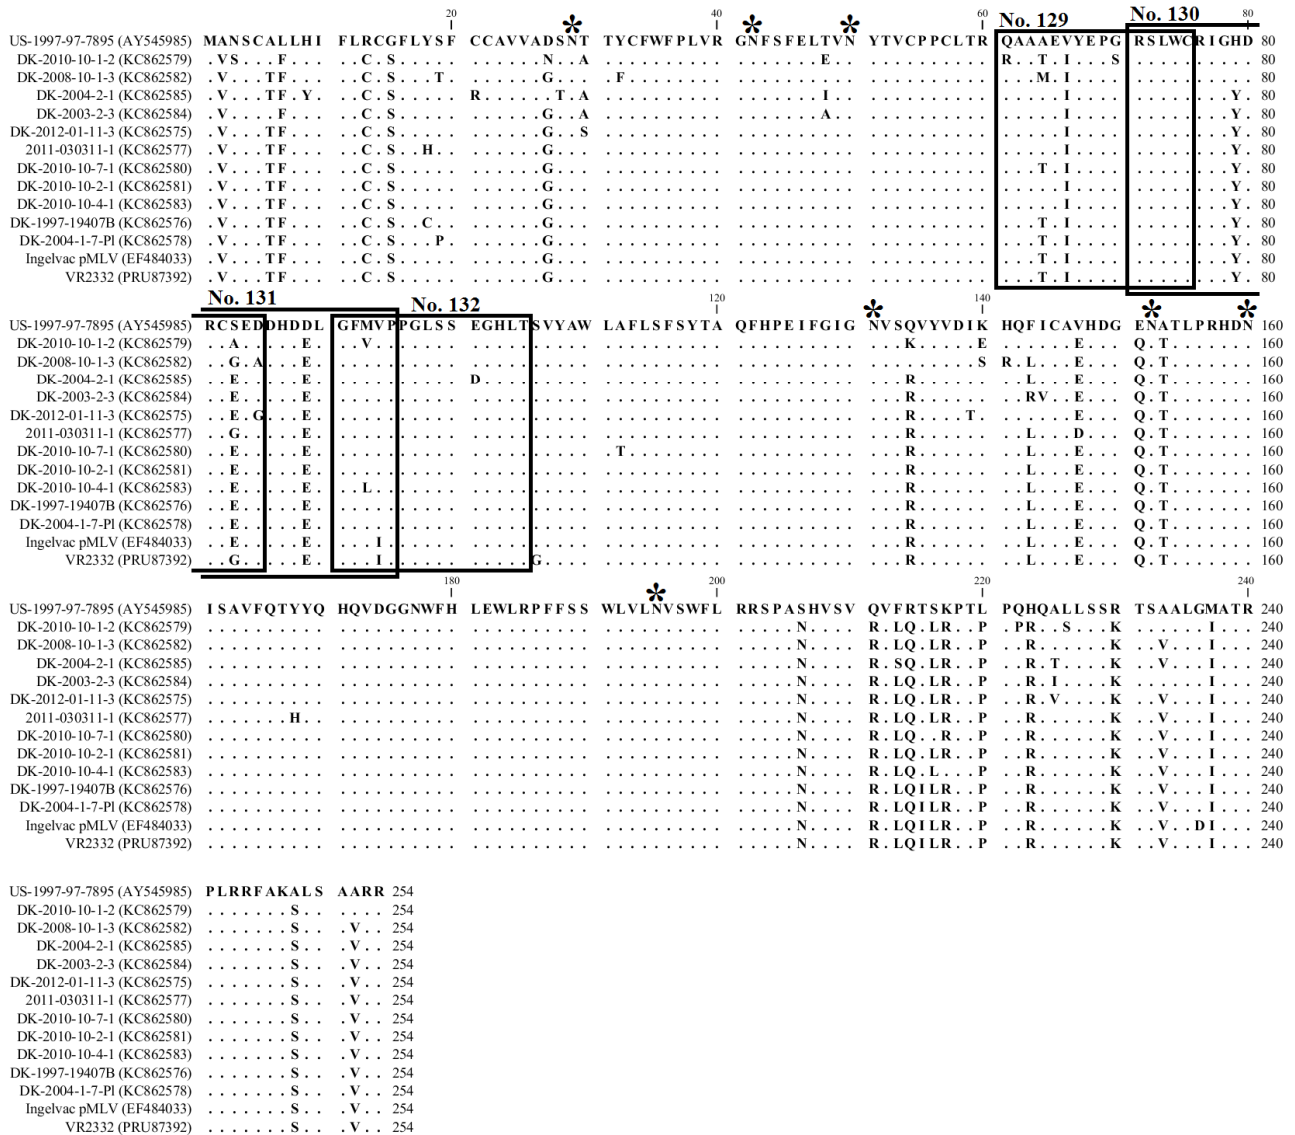 20 40 60 80
No. 129 No. 130
* * *
US-1997-97-7895 (AY545985) MANSCALLHI FLRCGFLYSF CCAVVADSNT TYCFWFPLVR GNFSFELTVN YTVCPPCLTR QAAAEVYEPG RSLWCRIGHD 80
DK-2010-10-1-2 (KC862579) .VS...F... ..C.S..... ......N..A .......... .......E.. .......... R..T.I...S .......... 80
DK-2008-10-1-3 (KC862582) .V...TF... ..C.S...T. .......... .F........ .......... .......... ...M.I.... .......... 80
DK-2004-2-1 (KC862585) .V...TF.Y. ..C.S..... R......T.A .......... .......I.. .......... .....I.... ........Y. 80
DK-2003-2-3 (KC862584) .V....F... ..C.S..... ......G..A .......... .......A.. .......... .....I.... ........Y. 80
DK-2012-01-11-3 (KC862575) .V...TF... ..C.S..... ......G..S .......... .......... .......... .....I.... ........Y. 80
2011-030311-1 (KC862577) .V...TF... ..C.S..H.. ......G... .......... .......... .......... .....I.... ........Y. 80
DK-2010-10-7-1 (KC862580) .V...TF... ..C.S..... ......G... .......... .......... .......... ...T.I.... ........Y. 80
DK-2010-10-2-1 (KC862581) .V...TF... ..C.S..... ......G... .......... .......... .......... .....I.... ........Y. 80
DK-2010-10-4-1 (KC862583) .V...TF... ..C.S..... ......G... .......... .......... .......... .....I.... ........Y. 80
DK-1997-19407B (KC862576) .V...TF... ..C.S..C.. ......G... .......... .......... .......... ...T.I.... ........Y. 80
DK-2004-1-7-Pl (KC862578) .V...TF... ..C.S...P. ......G... .......... .......... .......... ...T.I.... ........Y. 80
Ingelvac pMLV (EF484033) .V...TF... ..C.S..... ......G... .......... .......... .......... ...T.I.... ........Y. 80
VR2332 (PRU87392) .V...TF... ..C.S..... ......G... .......... .......... .......... ...T.I.... ........Y. 80
No. 131 No. 132 120 140
* * *
US-1997-97-7895 (AY545985) RCSEDDHDDL GFMVPPGLSS EGHLTSVYAW LAFLSFSYTA QFHPEIFGIG NVSQVYVDIK HQFICAVHDG ENATLPRHDN 160
DK-2010-10-1-2 (KC862579) ..A.....E. ..V....... .......... .......... .......... ...K.....E ......E... Q.T....... 160
DK-2008-10-1-3 (KC862582) ..G.A...E. .......... .......... .......... .......... .........S R.L...E... Q.T....... 160
DK-2004-2-1 (KC862585) ..E.....E. .......... D......... .......... .......... ...R...... ..L...E... Q.T....... 160
DK-2003-2-3 (KC862584) ..E.....E. .......... .......... .......... .......... ...R...... ..RV..E... Q.T....... 160
DK-2012-01-11-3 (KC862575) ..E.G...E. .......... .......... .......... .......... ...R....T. ......E... Q.T....... 160
2011-030311-1 (KC862577) ..G.....E. .......... .......... .......... .......... ...R...... ..L...D... Q.T....... 160
DK-2010-10-7-1 (KC862580) ..E.....E. .......... .......... .T........ .......... ...R...... ..L...E... Q.T....... 160
DK-2010-10-2-1 (KC862581) ..E.....E. .......... .......... .......... .......... ...R...... ..L...E... Q.T....... 160
DK-2010-10-4-1 (KC862583) ..E.....E. ..L....... .......... .......... .......... ...R...... ..L...E... Q.T....... 160
DK-1997-19407B (KC862576) ..E.....E. .......... .......... .......... .......... ...R...... ..L...E... Q.T....... 160
DK-2004-1-7-Pl (KC862578) ..E.....E. .......... .......... .......... .......... ...R...... ..L...E... Q.T....... 160
Ingelvac pMLV (EF484033) ..E.....E. ...I...... .......... .......... .......... ...R...... ..L...E... Q.T....... 160
VR2332 (PRU87392) ..G.....E. ...I...... .....G.... .......... .......... ...R...... ..L...E... Q.T....... 160
180 200 220 240
*
US-1997-97-7895 (AY545985) ISAVFQTYYQ HQVDGGNWFH LEWLRPFFSS WLVLNVSWFL RRSPASHVSV QVFRTSKPTL PQHQALLSSR TSAALGMATR 240
DK-2010-10-1-2 (KC862579) .......... .......... .......... .......... ......N... R.LQ.LR..P .PR..S...K ......I... 240
DK-2008-10-1-3 (KC862582) .......... .......... .......... .......... ......N... R.LQ.LR..P ..R......K ..V...I... 240
DK-2004-2-1 (KC862585) .......... .......... .......... .......... ......N... R.SQ.LR..P ..R.T....K ..V...I... 240
DK-2003-2-3 (KC862584) .......... .......... .......... .......... ......N... R.LQ.LR..P ..R.I....K ......I... 240
DK-2012-01-11-3 (KC862575) .......... .......... .......... .......... ......N... R.LQ.LR..P ..R.V....K ..V...I... 240
2011-030311-1 (KC862577) .......H.. .......... .......... .......... ......N... R.LQ.LR..P ..R......K ..V...I... 240
DK-2010-10-7-1 (KC862580) .......... .......... .......... .......... ......N... R.LQ.LR..P ..R......K ..V...I... 240
DK-2010-10-2-1 (KC862581) .......... .......... .......... .......... ......N... R.LQ.LR..P ..R......K ..V...I... 240
DK-2010-10-4-1 (KC862583) .......... .......... .......... .......... ......N... R.LQ.L...P ..R......K ..V...I... 240
DK-1997-19407B (KC862576) .......... .......... .......... .......... ......N... R.LQILR..P ..R......K ..V...I... 240
DK-2004-1-7-Pl (KC862578) .......... .......... .......... .......... ......N... R.LQILR..P ..R......K ..V...I... 240
Ingelvac pMLV (EF484033) .......... .......... .......... .......... ......N... R.LQILR..P ..R......K ..V..DI... 240
VR2332 (PRU87392) .......... .......... .......... .......... ......N... R.LQILR..P ..R......K ..V...I... 240
US-1997-97-7895 (AY545985) PLRRFAKALS AARR 254
DK-2010-10-1-2 (KC862579) .......S.. .... 254
DK-2008-10-1-3 (KC862582) .......S.. .V.. 254
DK-2004-2-1 (KC862585) .......S.. .V.. 254
DK-2003-2-3 (KC862584) .......S.. .V.. 254
DK-2012-01-11-3 (KC862575) .......S.. .V.. 254
2011-030311-1 (KC862577) .......S.. .V.. 254
DK-2010-10-7-1 (KC862580) .......S.. .V.. 254
DK-2010-10-2-1 (KC862581) .......S.. .V.. 254
DK-2010-10-4-1 (KC862583) .......S.. .V.. 254
DK-1997-19407B (KC862576) .......S.. .V.. 254
DK-2004-1-7-Pl (KC862578) .......S.. .V.. 254
Ingelvac pMLV (EF484033) .......S.. .V.. 254
VR2332 (PRU87392) .......S.. .V.. 254